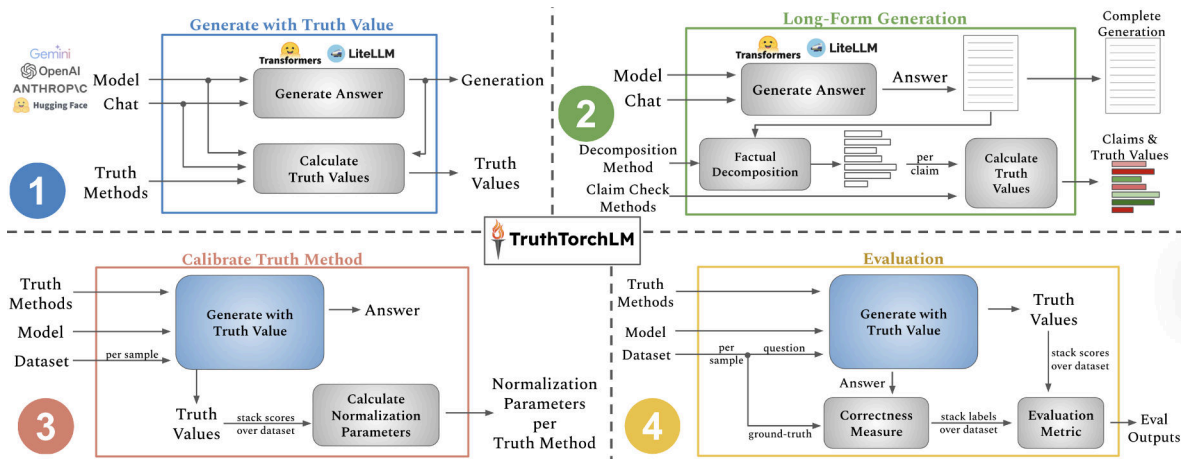 Generate with Truth Value
Gemini
OpenAI
ANTHROP\C
Hugging Face
Model
Chat
Truth
Methods
Transformers
LiteLLM
Generate Answer
Calculate
Truth Values
Generation
Truth
Values
1
Long-Form Generation
Model
Chat
Transformers
LiteLLM
Generate Answer
Answer
Complete
Generation
2
Decomposition
Method
Claim Check
Methods
Factual
Decomposition
per
claim
Calculate
Truth
Values
Claims &
Truth Values
TruthTorchLM
Calibrate Truth Method
Truth
Methods
Model
Dataset
per sample
Generate with
Truth Value
Answer
Truth
Values
stack scores
over dataset
Calculate
Normalization
Parameters
Normalization
Parameters
per
Truth Method
3
Evaluation
Truth
Methods
Model
Dataset
per
sample
question
Generate with
Truth Value
Truth
Values
stack scores
over dataset
Answer
ground-truth
Correctness
Measure
stack labels
over dataset
Evaluation
Metric
Eval
Outputs
4